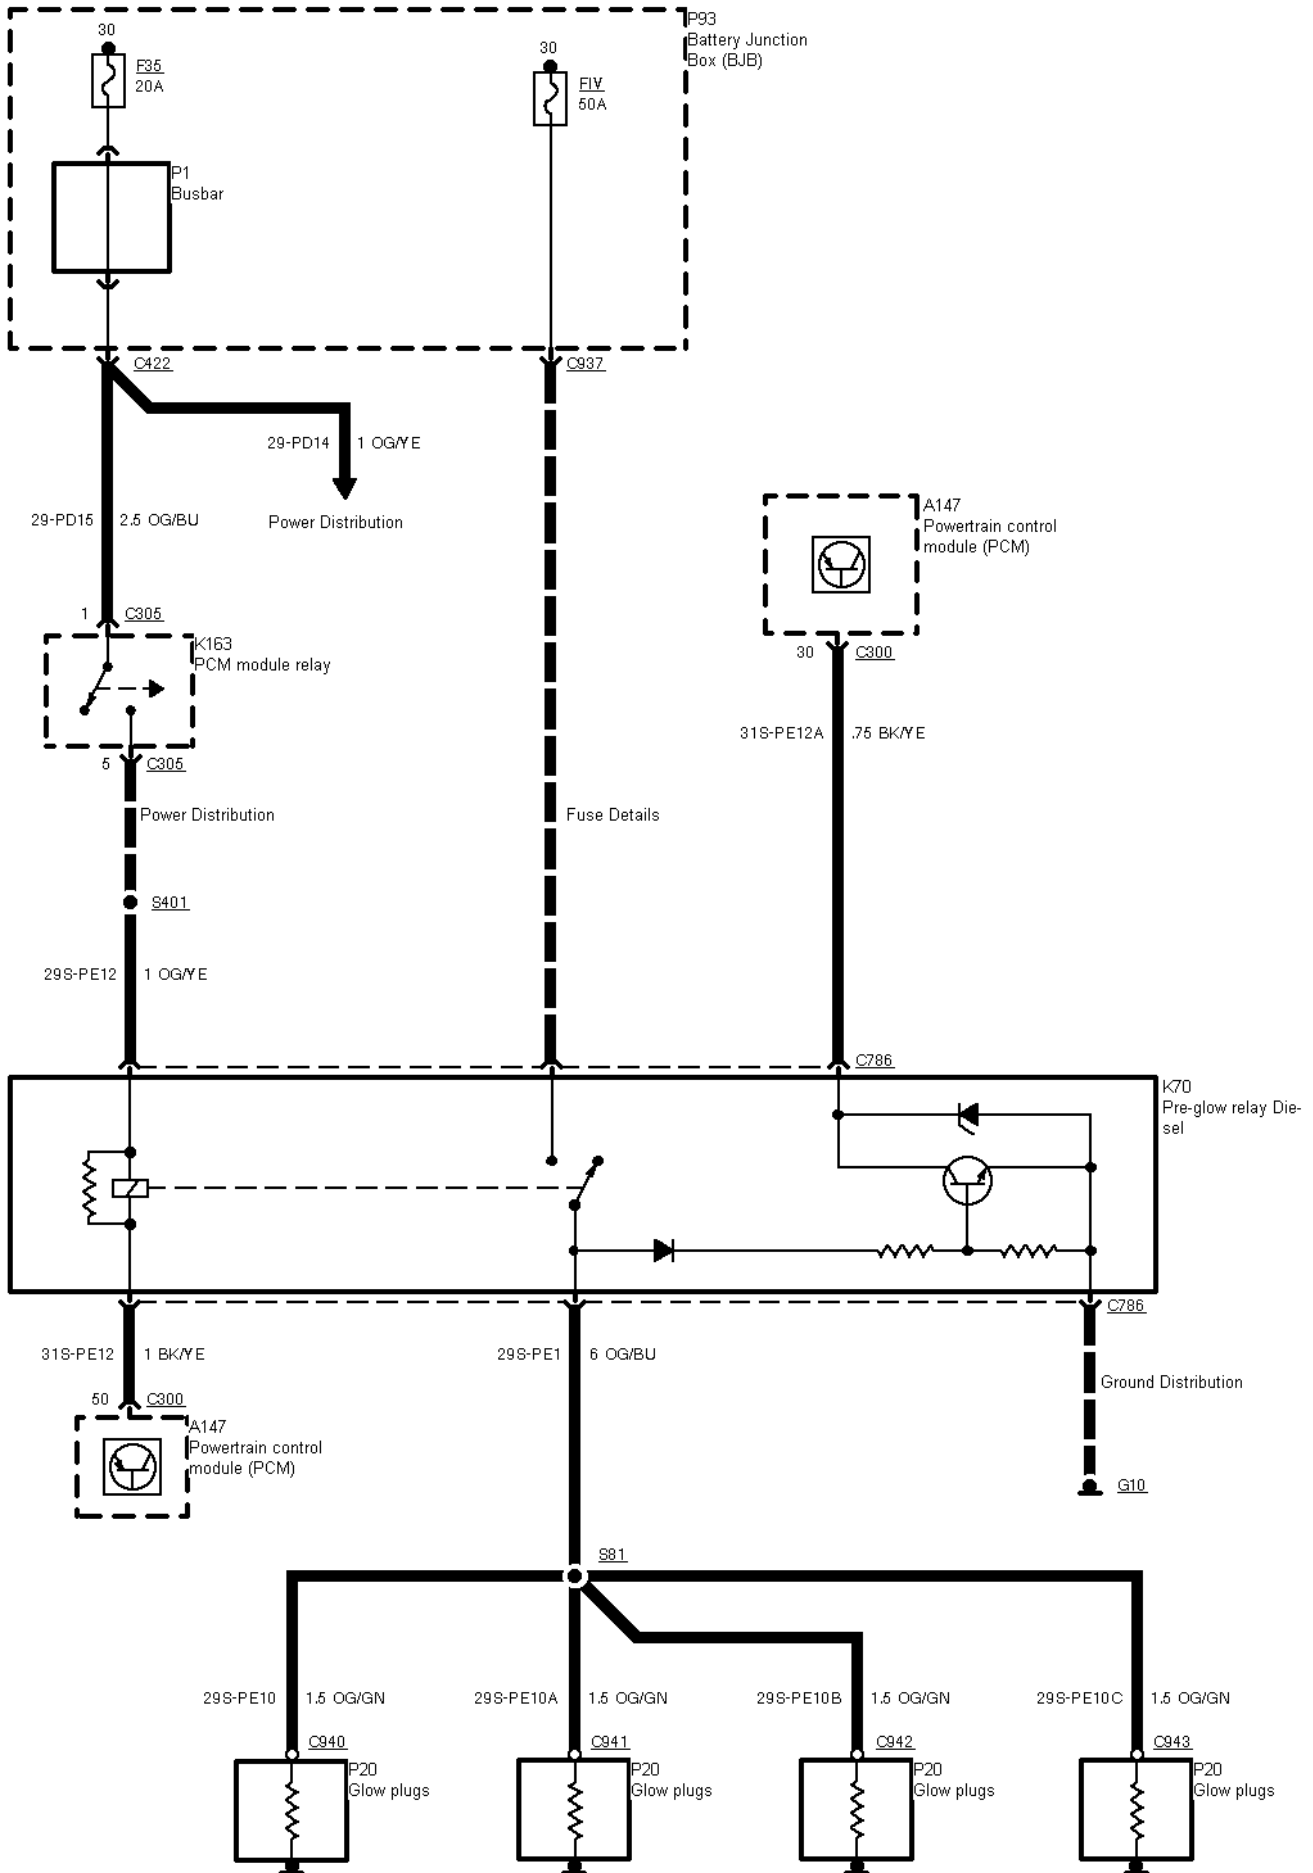 P93
Battery Junction
Box (BJB)
30
F35
20A
30
FIV
50A
P1
Busbar
C422
C937
29-PD14
1 OG/YE
Power Distribution
29-PD15
2.5 OG/BU
A147
Powertrain control
module (PCM)
1
C305
K163
PCM module relay
30
C300
31S-PE12A
.75 BK/YE
5
C305
Power Distribution
Fuse Details
S401
29S-PE12
1 OG/YE
C786
K70
Pre-glow relay Die-
sel
C786
31S-PE12
1 BK/YE
29S-PE1
6 OG/BU
Ground Distribution
50
C300
A147
Powertrain control
module (PCM)
G10
S81
29S-PE10
1.5 OG/GN
29S-PE10A
1.5 OG/GN
29S-PE10B
1.5 OG/GN
29S-PE10C
1.5 OG/GN
C940
P20
Glow plugs
C941
P20
Glow plugs
C942
P20
Glow plugs
C943
P20
Glow plugs